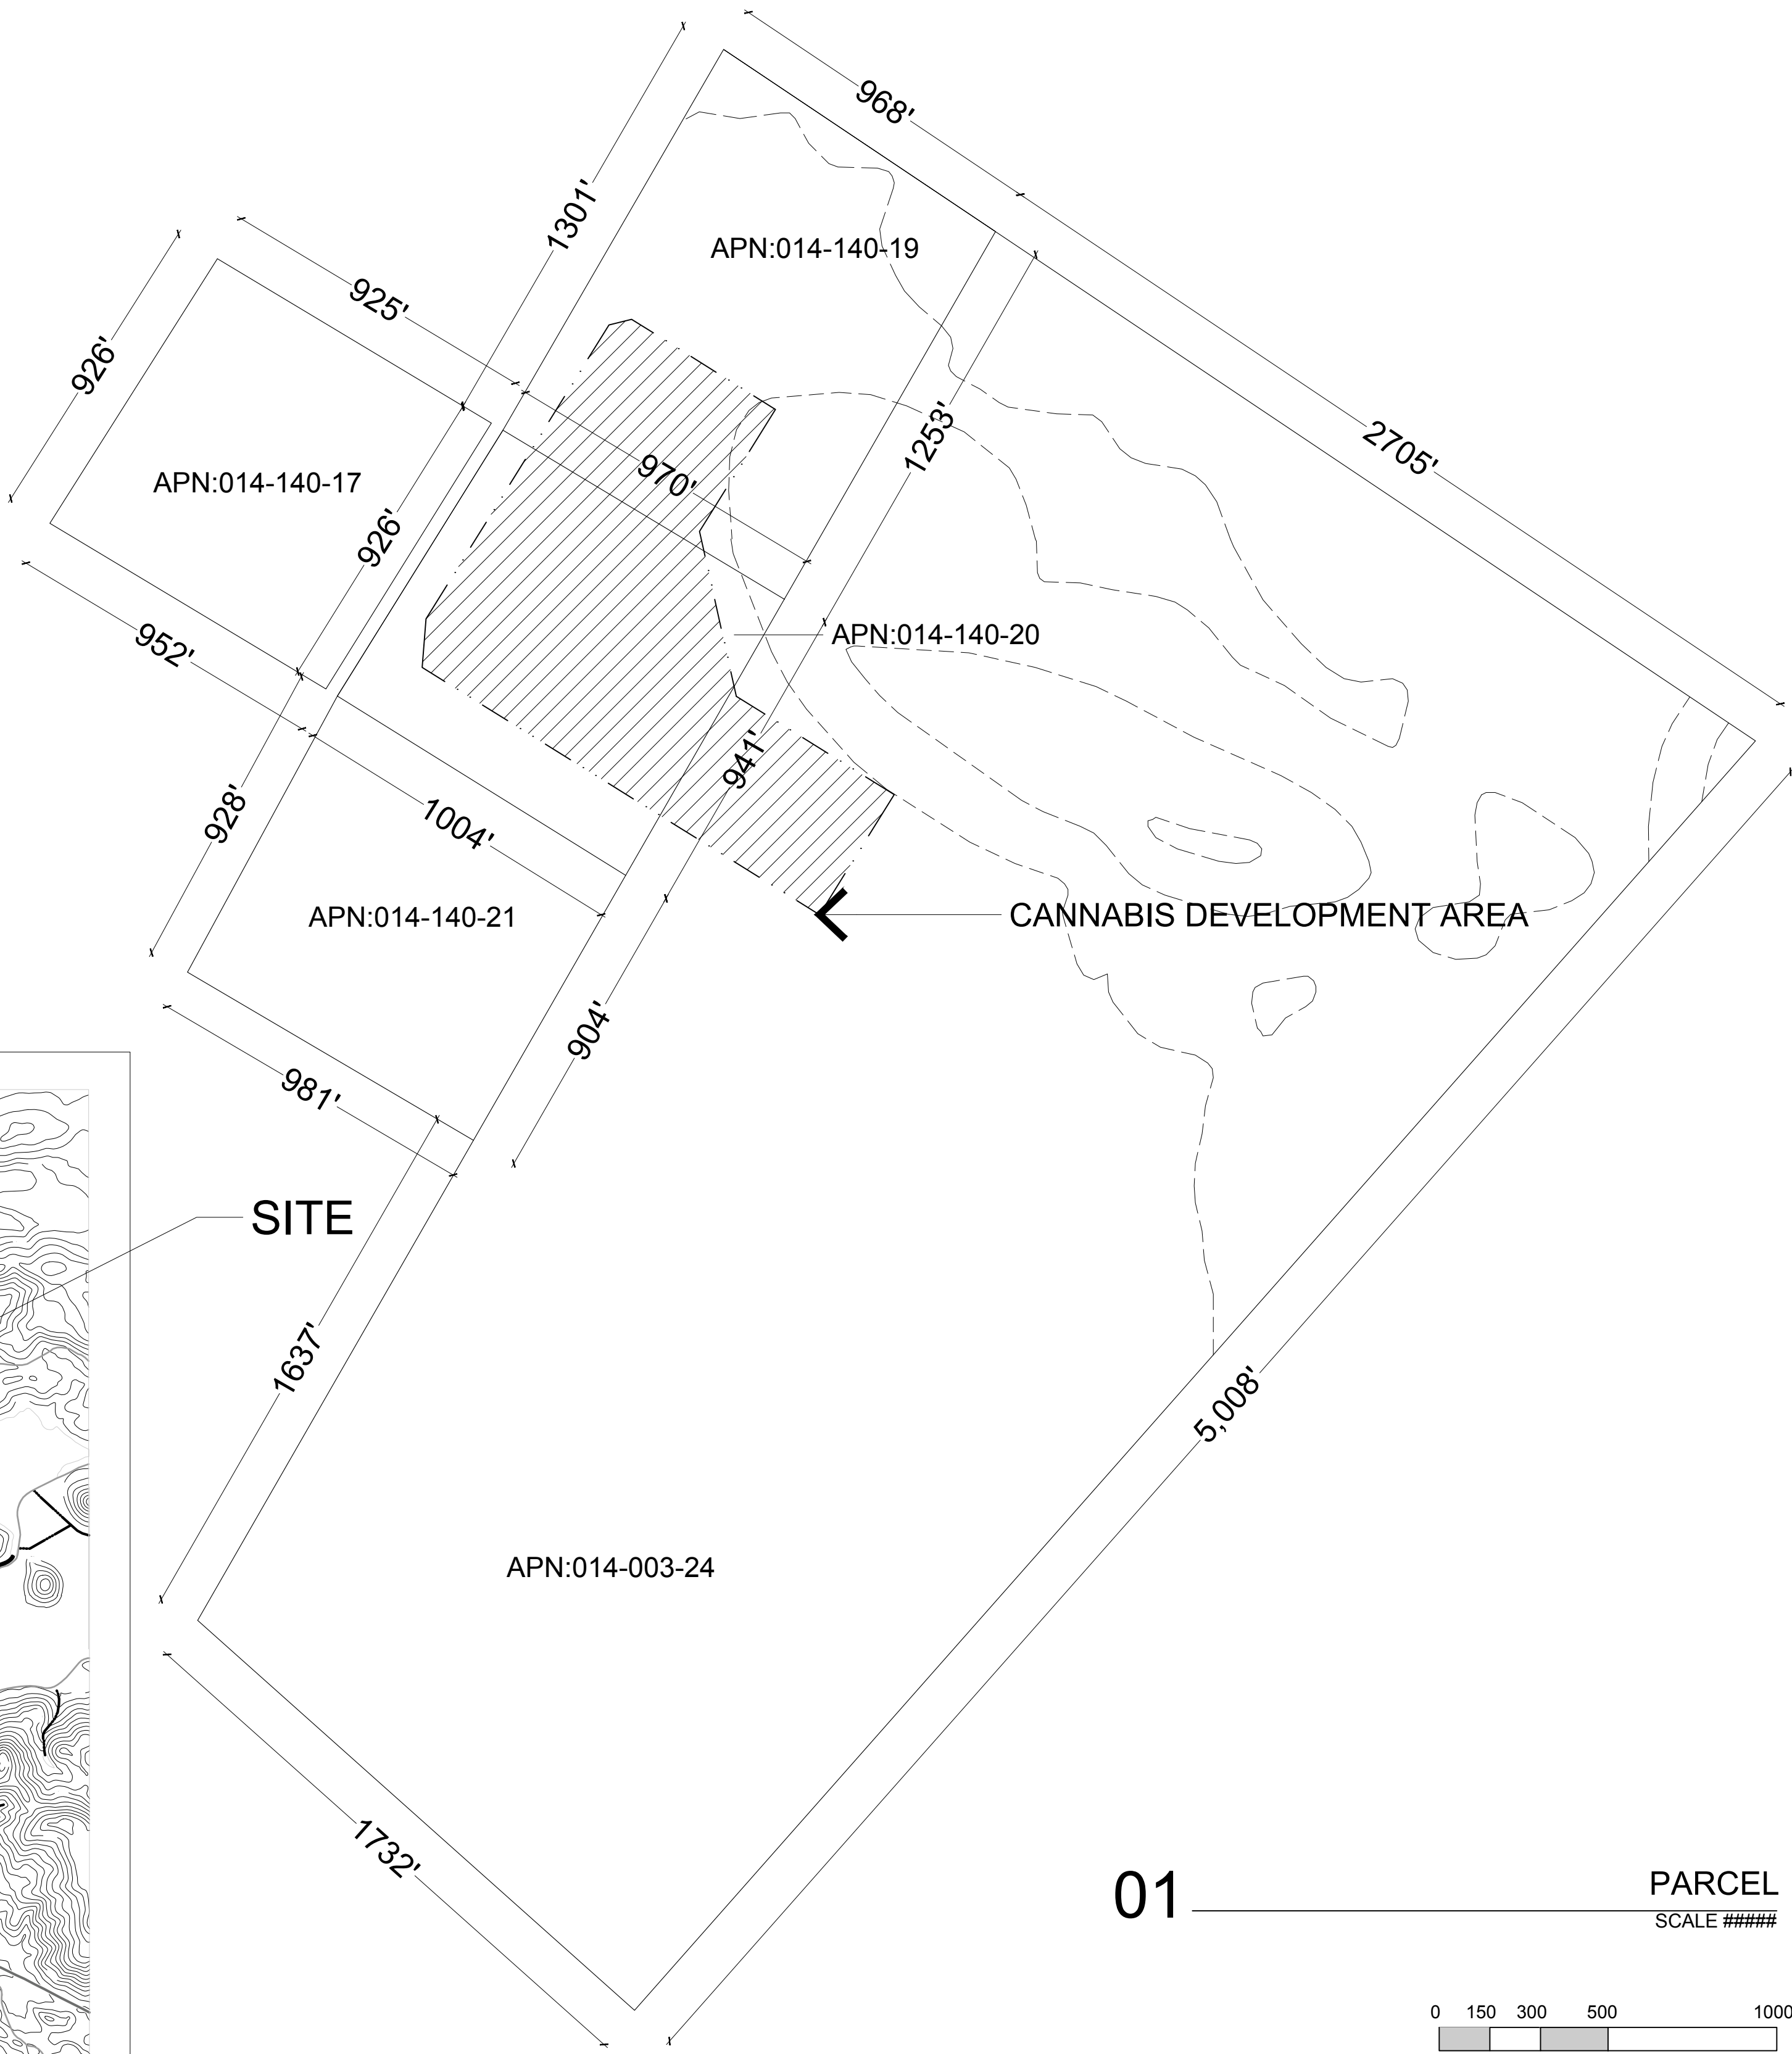 968'
1301'
APN:014-140-19
925'
926'
2705'
1253'
970'
APN:014-140-17
926'
APN:014-140-20
952'
941'
928'
1004'
APN:014-140-21
CANNABIS DEVELOPMENT AREA
904'
981'
SITE
1637'
5,008'
APN:014-003-24
1732'
01
PARCEL
SCALE #####
0 150 300 500 1000